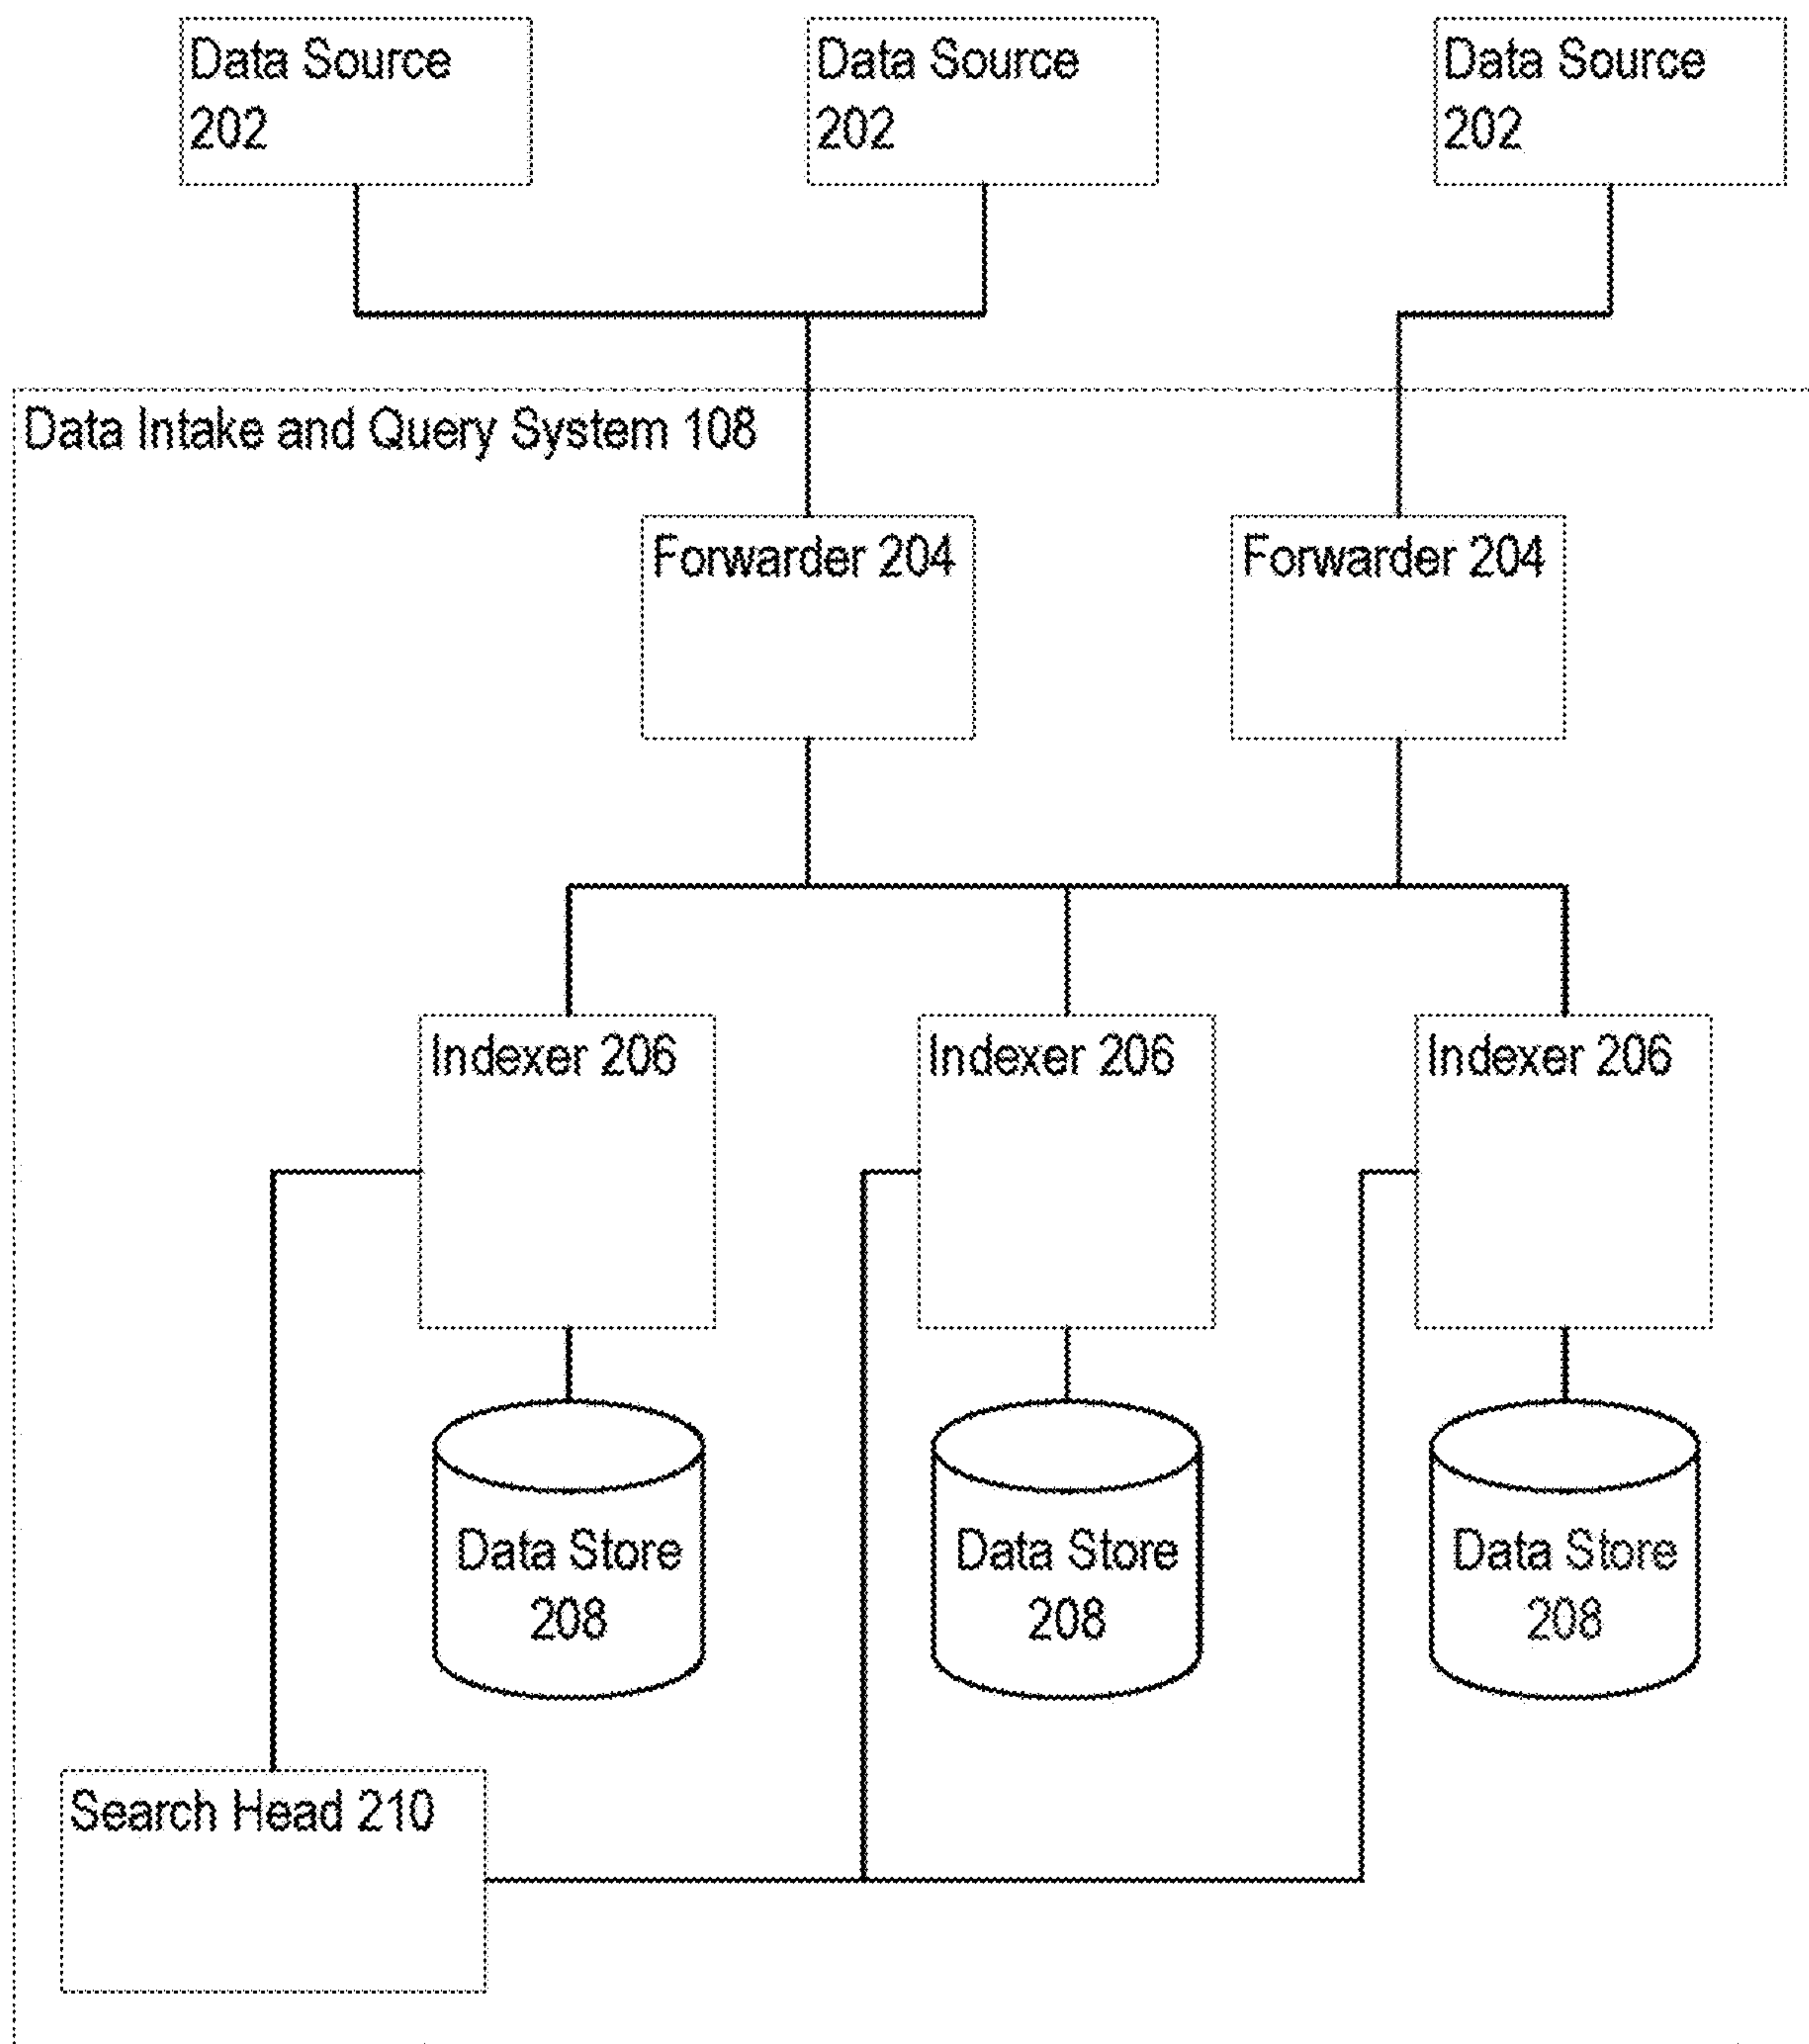 Data Source
202
Data Source
202
Data Source
202
Data Intake and Query System 108
Forwarder 204
Forwarder 204
Indexer 206
Indexer 206
Indexer 206
Data Store
208
Data Store
208
Data Store
208
Search Head 210